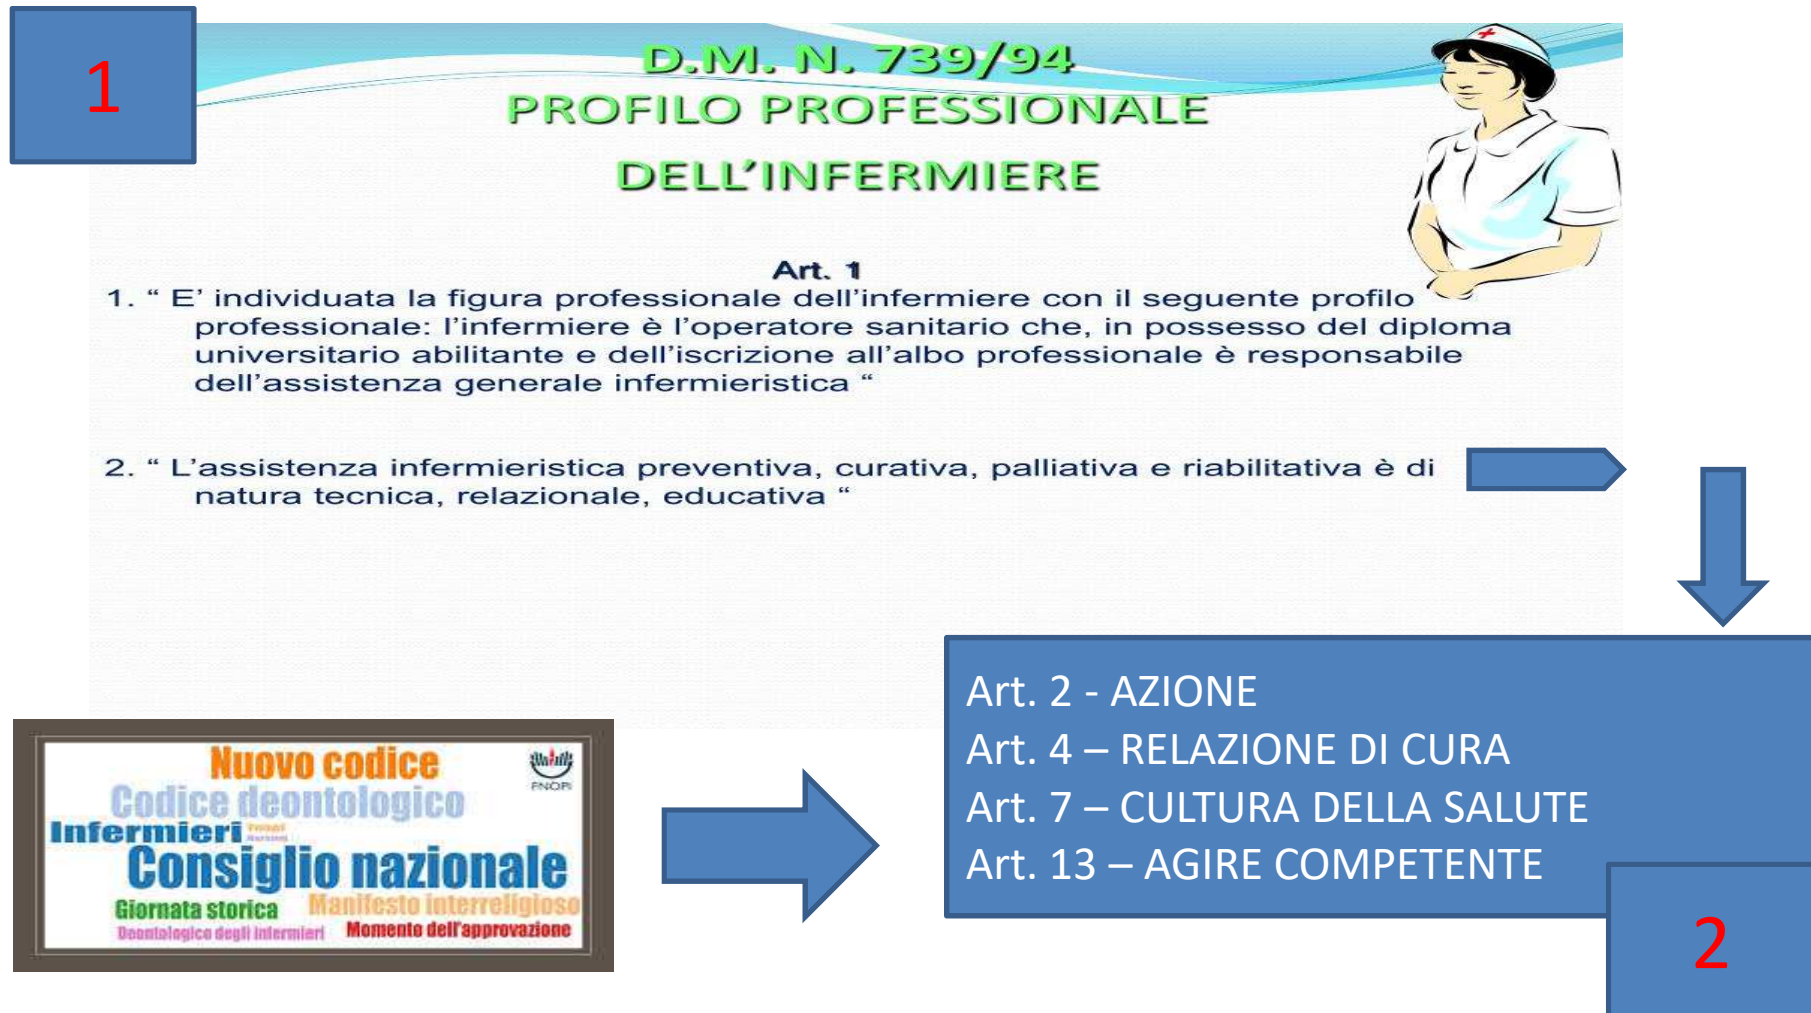 1
D.M. N. 739/94
PROFILO PROFESSIONALE
DELL'INFERMIERE
Art. 1
1. “ E' individuata la figura professionale dell'infermiere con il seguente profilo
professionale: l'infermiere è l'operatore sanitario che, in possesso del diploma
universitario abilitante e dell'iscrizione all'albo professionale è responsabile
dell'assistenza generale infermieristica “
2. “ L'assistenza infermieristica preventiva, curativa, palliativa e riabilitativa è di
natura tecnica, relazionale, educativa “
Art. 2 - AZIONE
Art. 4 – RELAZIONE DI CURA
Art. 7 – CULTURA DELLA SALUTE
Art. 13 – AGIRE COMPETENTE
2
Nuovo codice
FNOPI
Codice deontologico
Infermieri
Consiglio nazionale
Giornata storica Manifesto interreligioso
Deontologico degli infermieri Momento dell'approvazione